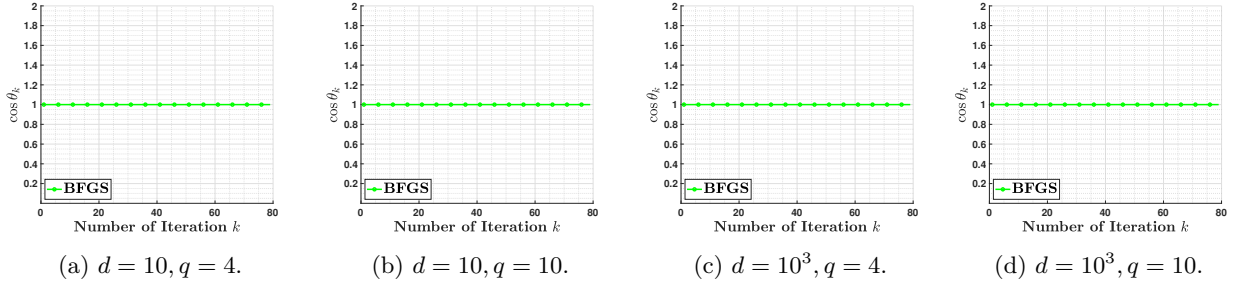 2
1.8
1.6
1.4
1.2
1
0.8
0.6
0.4
0.2
cos θ_k
BFGS
0 20 40 60 80
Number of Iteration k
(a) d = 10, q = 4.
2
1.8
1.6
1.4
1.2
1
0.8
0.6
0.4
0.2
cos θ_k
BFGS
0 20 40 60 80
Number of Iteration k
(b) d = 10, q = 10.
2
1.8
1.6
1.4
1.2
1
0.8
0.6
0.4
0.2
cos θ_k
BFGS
0 20 40 60 80
Number of Iteration k
(c) d = 10³, q = 4.
2
1.8
1.6
1.4
1.2
1
0.8
0.6
0.4
0.2
cos θ_k
BFGS
0 20 40 60 80
Number of Iteration k
(d) d = 10³, q = 10.